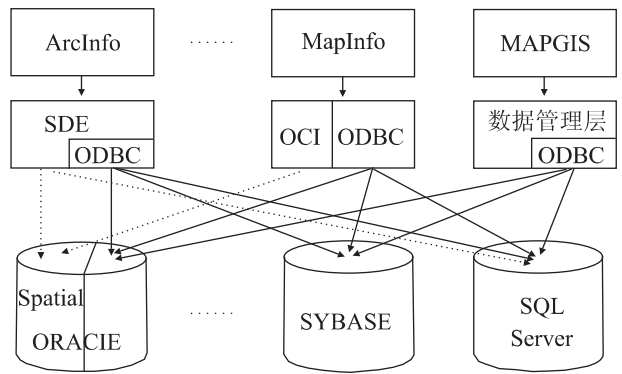 ArcInfo
......
MapInfo
MAPGIS
SDE
ODBC
OCI
ODBC
数据管理层
ODBC
Spatial
ORACIE
......
SYBASE
SQL
Server